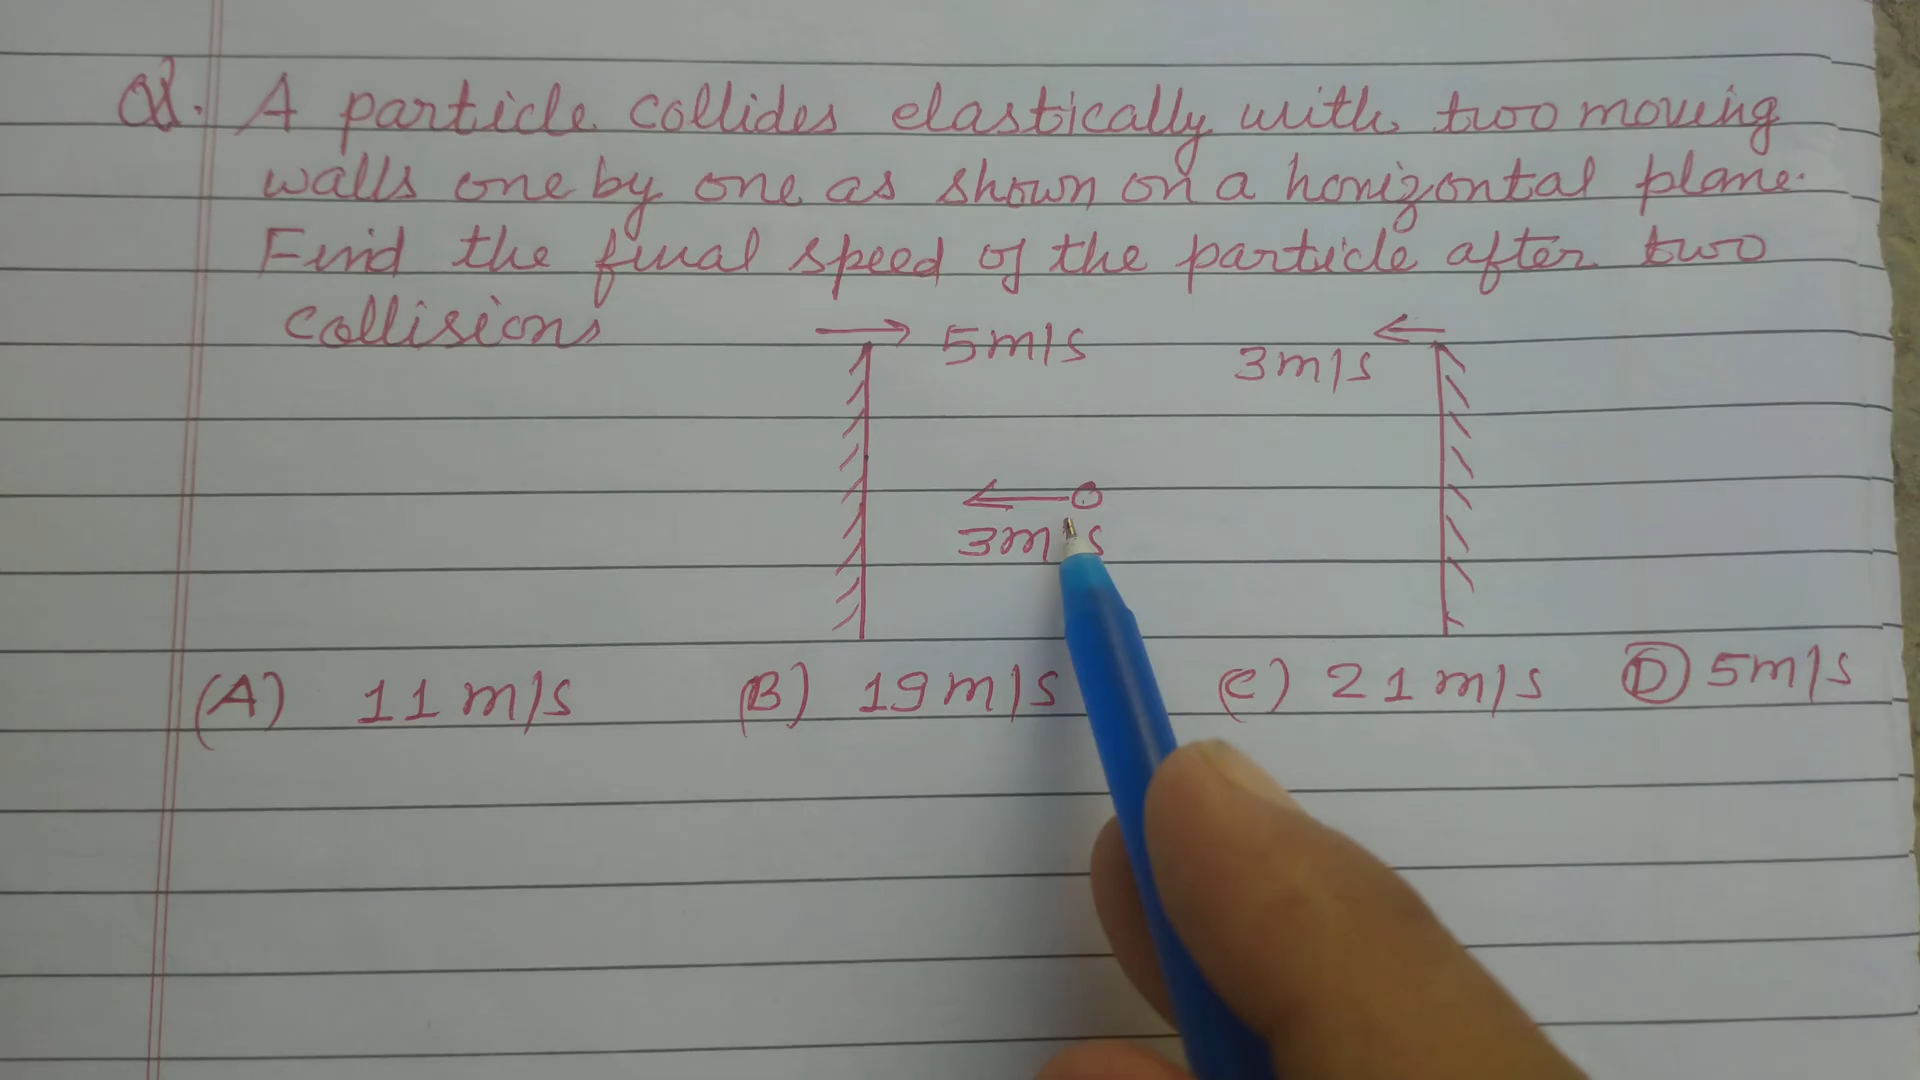 Q1. A particle collides elastically with two moving
walls one by one as shown on a horizontal plane.
Find the final speed of the particle after two
collisions
5m/s
3m/s
3m/s
(A) 11 m/s (B) 19 m/s (C) 21 m/s (D) 5m/s